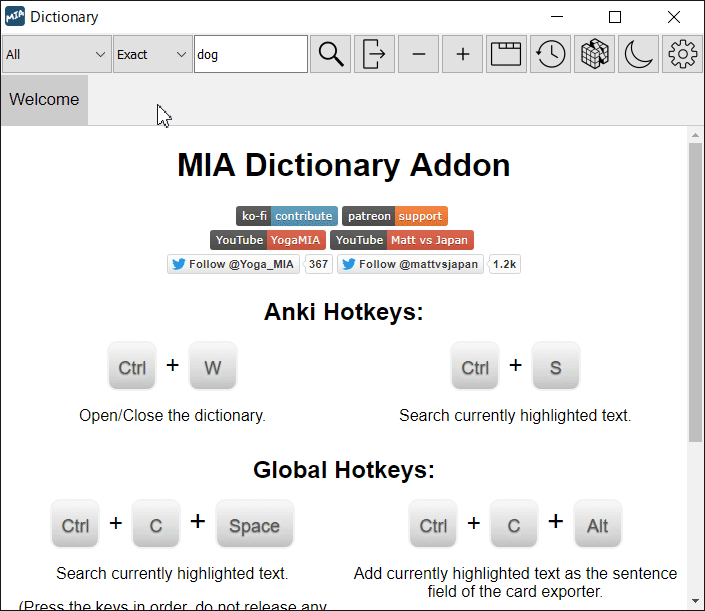 MIA Dictionary
All Exact dog
Welcome
MIA Dictionary Addon
ko-fi contribute patreon support
YouTube YogaMIA YouTube Matt vs Japan
Follow @Yoga_MIA 367 Follow @mattvsjapan 1.2k
Anki Hotkeys:
Ctrl + W Ctrl + S
Open/Close the dictionary. Search currently highlighted text.
Global Hotkeys:
Ctrl + C + Space Ctrl + C + Alt
Search currently highlighted text. Add currently highlighted text as the sentence
field of the card exporter.
(Press the keys in order, do not release any